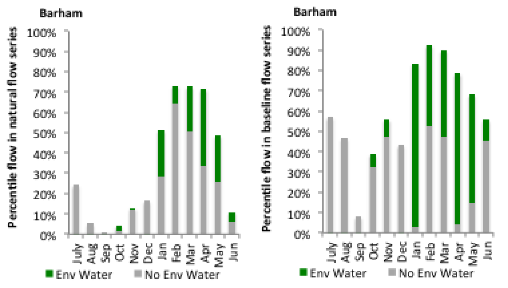 Barham
Percentile flow in natural flow series
100%
90%
80%
70%
60%
50%
40%
30%
20%
10%
0%
July Aug Sep Oct Nov Dec Jan Feb Mar Apr May Jun
Env Water No Env Water
Barham
Percentile flow in baseline flow series
100%
90%
80%
70%
60%
50%
40%
30%
20%
10%
0%
July Aug Sep Oct Nov Dec Jan Feb Mar Apr May Jun
Env Water No Env Water